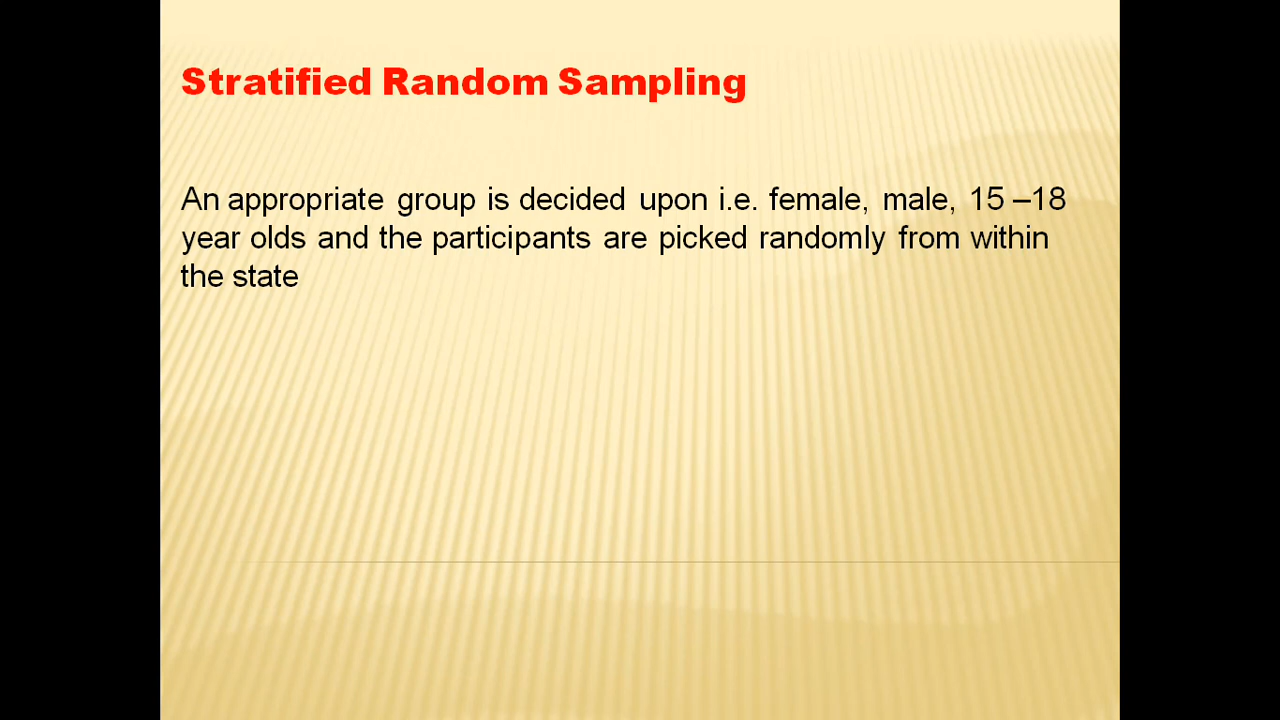 Stratified Random Sampling
An appropriate group is decided upon i.e. female, male, 15 –18
year olds and the participants are picked randomly from within
the state